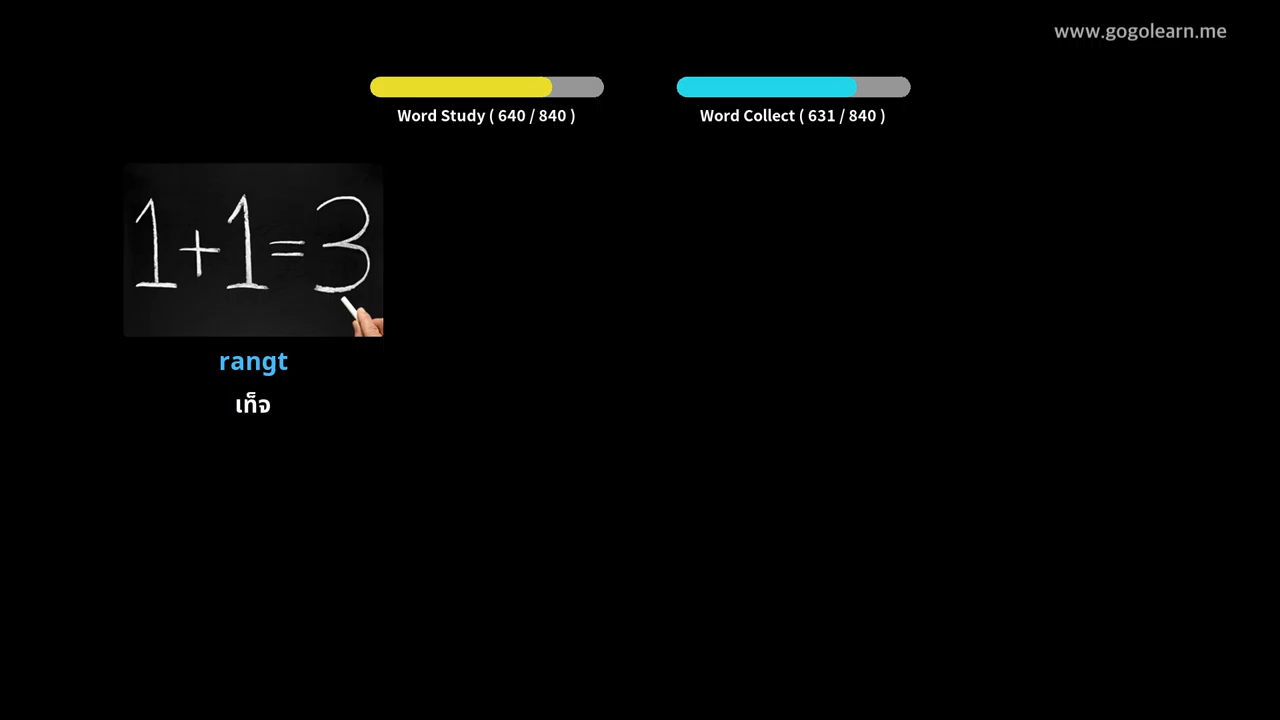 www.gogolearn.me
Word Study ( 640 / 840 )
Word Collect ( 631 / 840 )
1+1=3
rangt
เท็จ